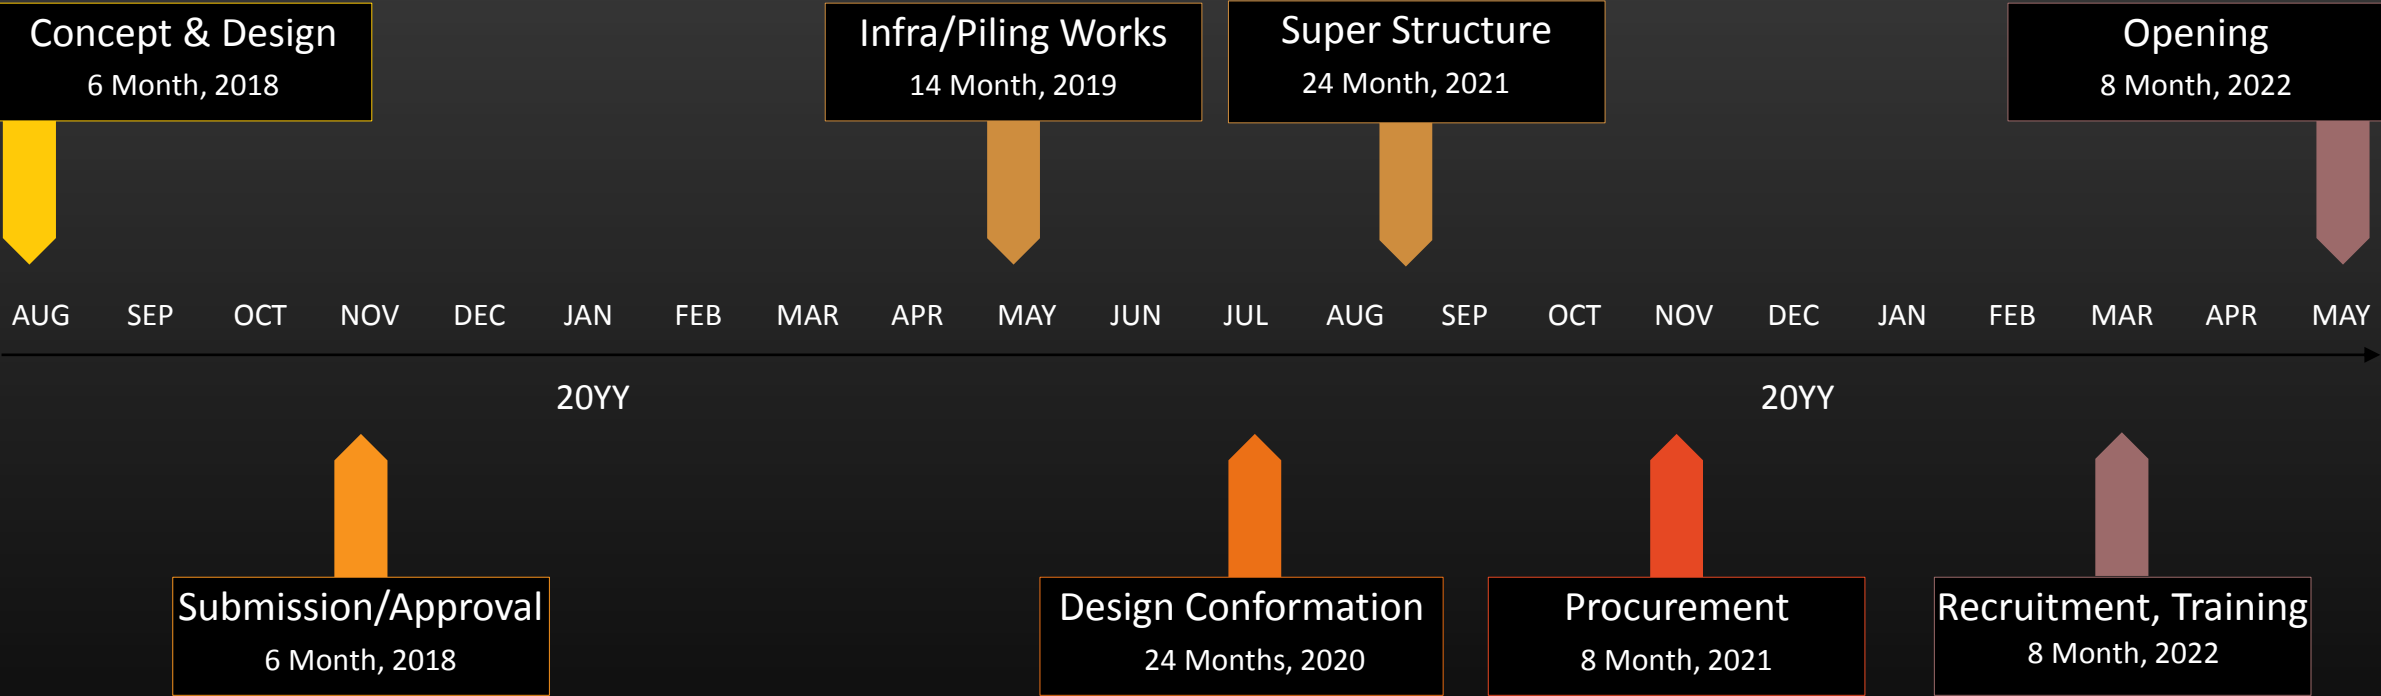 Concept & Design
6 Month, 2018
Infra/Piling Works
14 Month, 2019
Super Structure
24 Month, 2021
Opening
8 Month, 2022
AUG SEP OCT NOV DEC JAN FEB MAR APR MAY JUN JUL AUG SEP OCT NOV DEC JAN FEB MAR APR MAY
20YY 20YY
Submission/Approval
6 Month, 2018
Design Conformation
24 Months, 2020
Procurement
8 Month, 2021
Recruitment, Training
8 Month, 2022